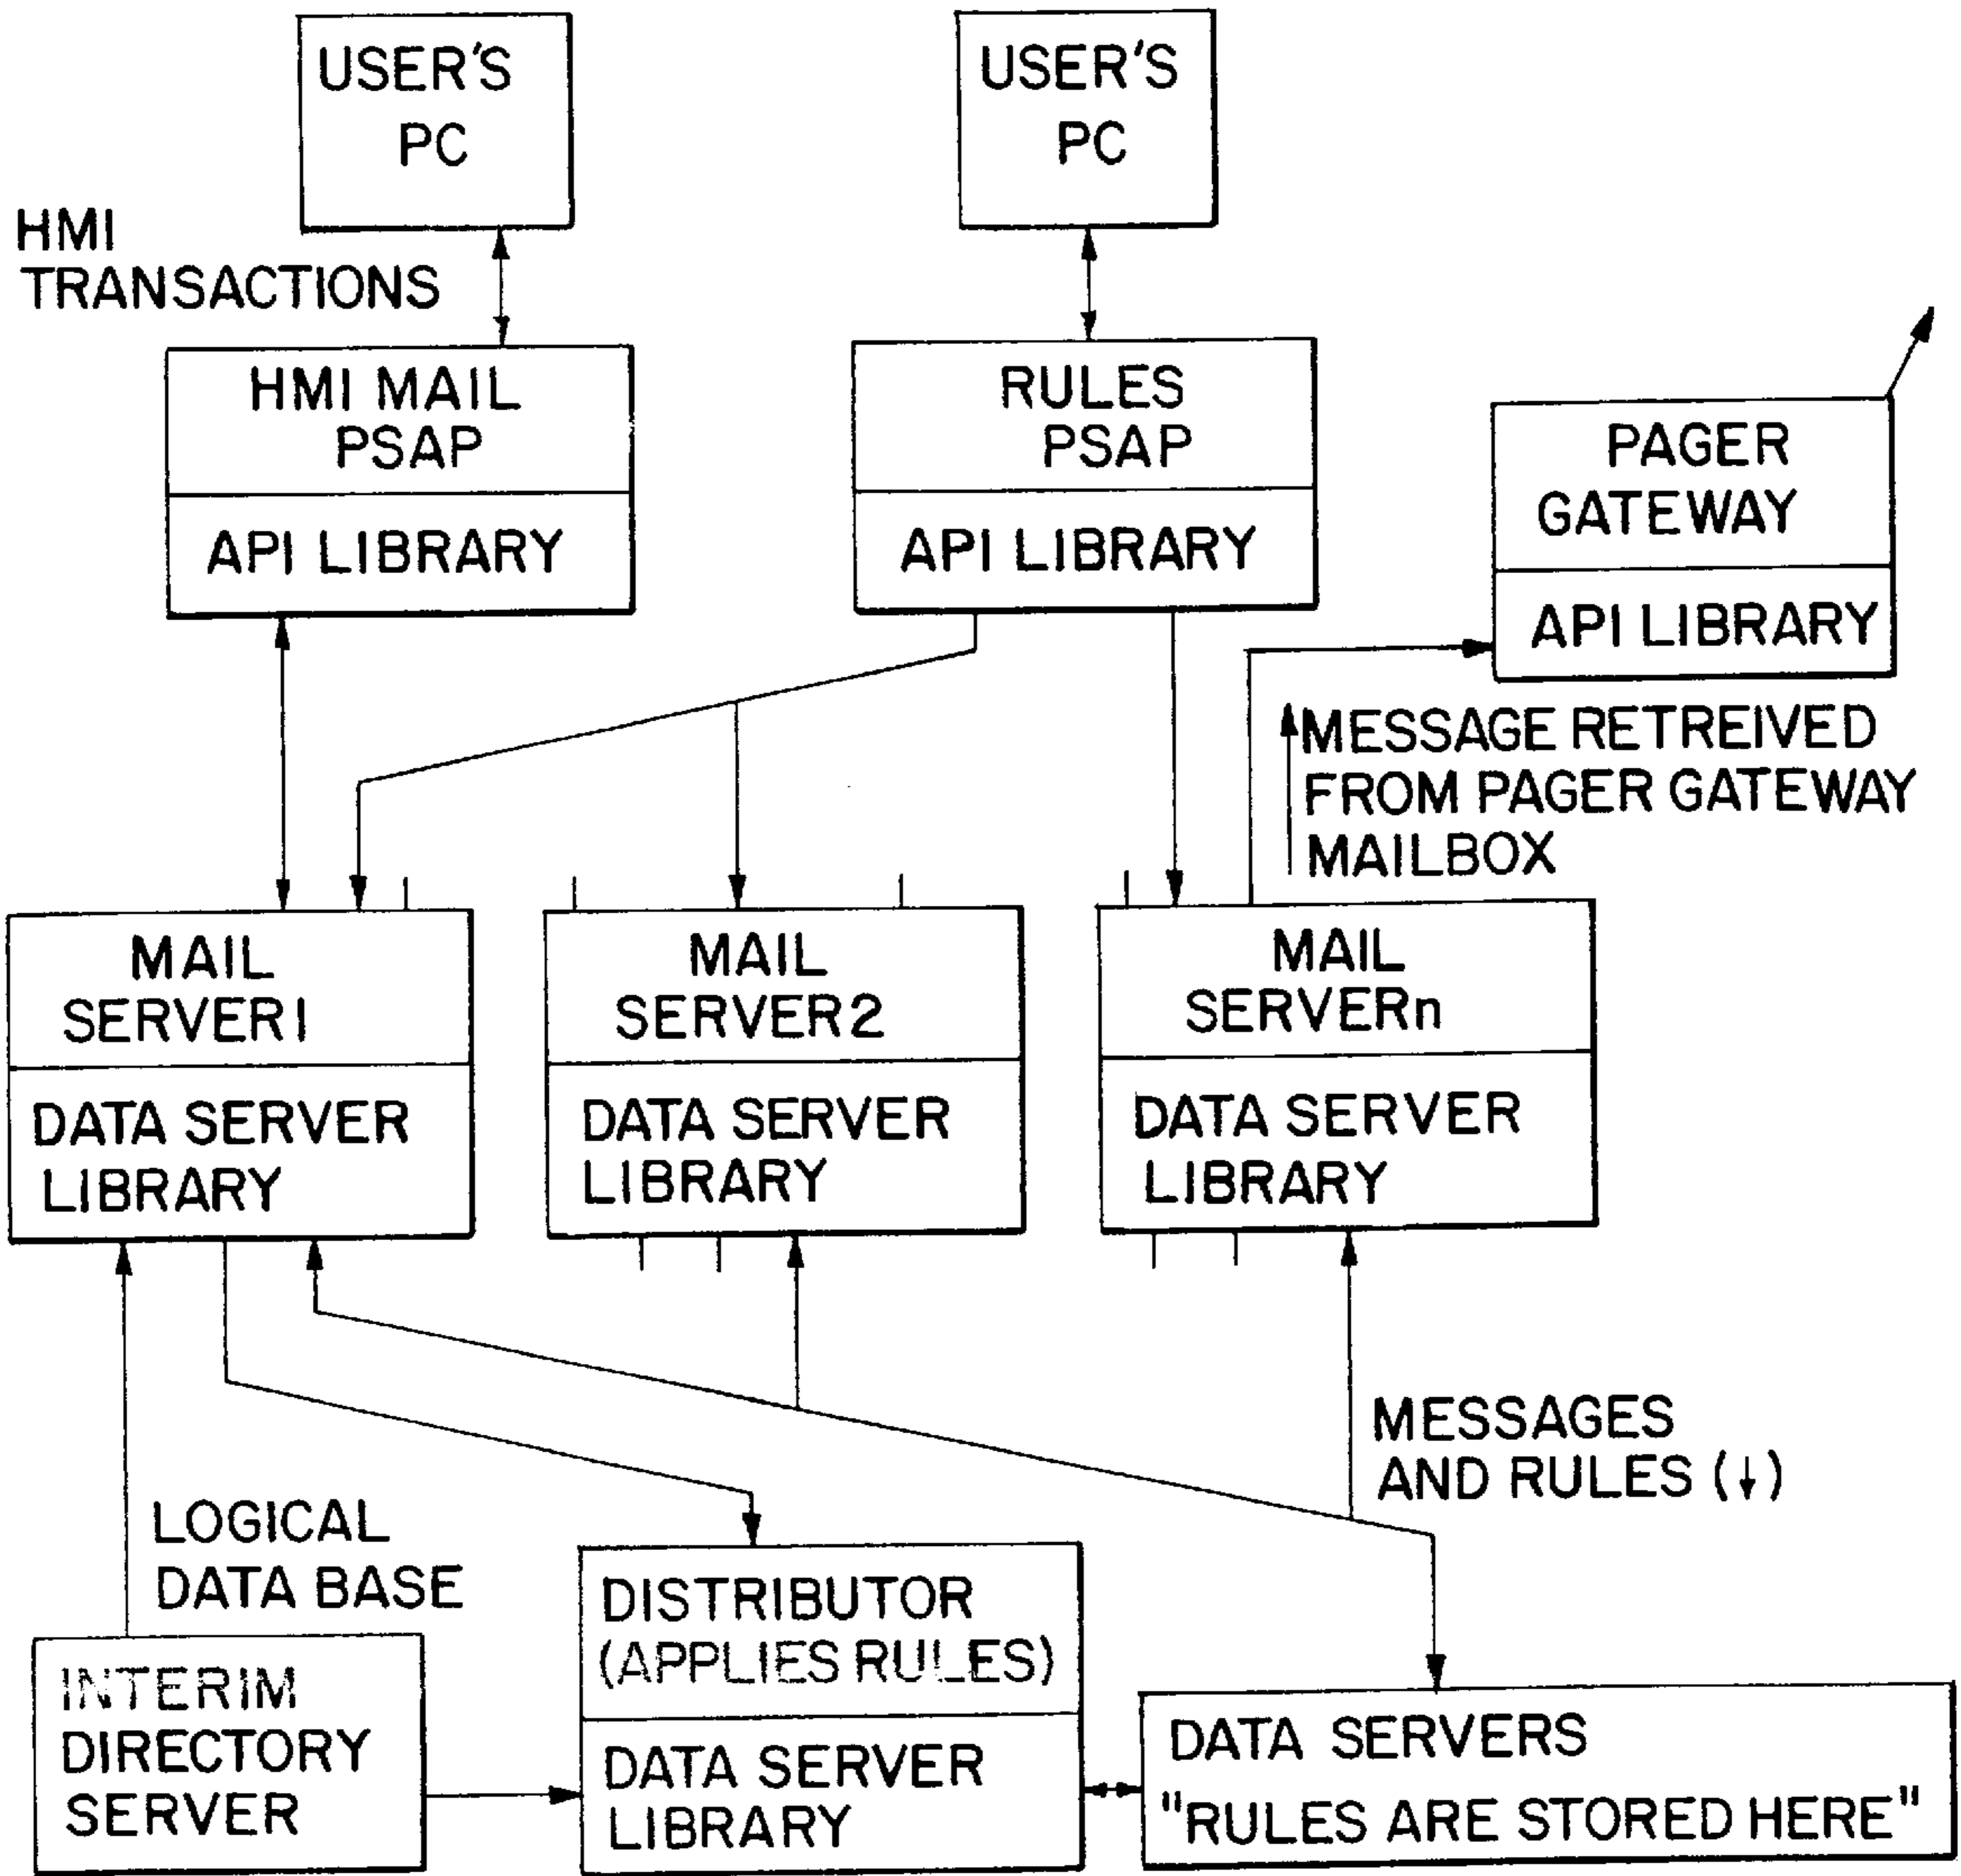 USER'S
PC
USER'S
PC
HMI
TRANSACTIONS
HMI MAIL
PSAP
API LIBRARY
RULES
PSAP
API LIBRARY
PAGER
GATEWAY
API LIBRARY
MESSAGE RETREIVED
FROM PAGER GATEWAY
MAILBOX
MAIL
SERVER1
DATA SERVER
LIBRARY
MAIL
SERVER2
DATA SERVER
LIBRARY
MAIL
SERVERn
DATA SERVER
LIBRARY
MESSAGES
AND RULES (↓)
LOGICAL
DATA BASE
INTERIM
DIRECTORY
SERVER
DISTRIBUTOR
(APPLIES RULES)
DATA SERVER
LIBRARY
DATA SERVERS
"RULES ARE STORED HERE"